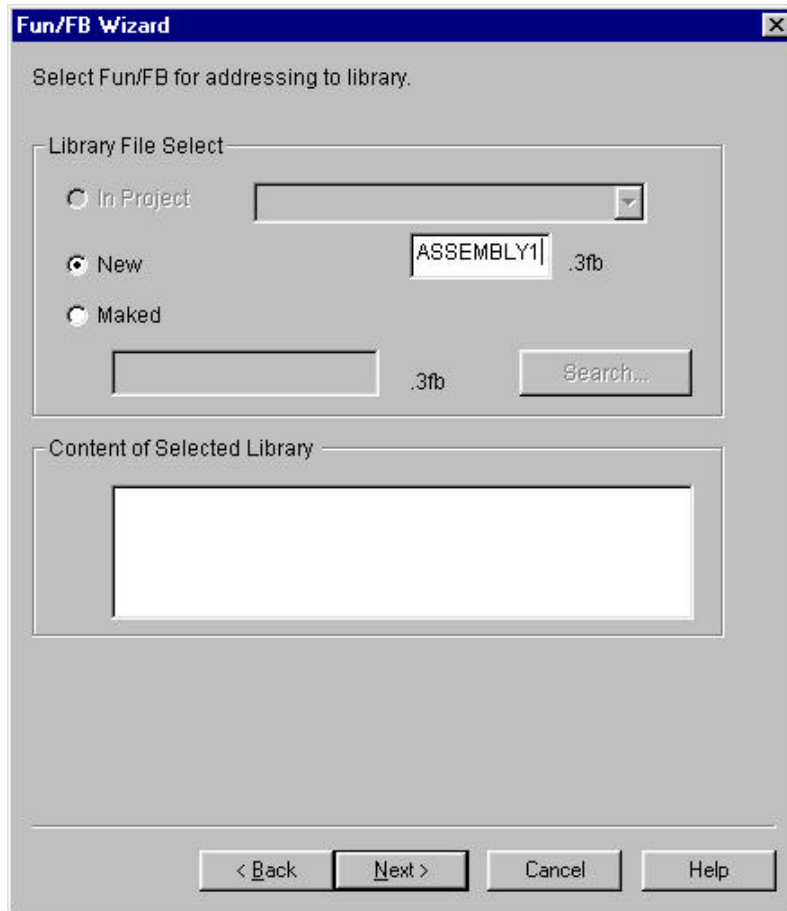 Fun/FB Wizard
Select Fun/FB for addressing to library.
Library File Select
In Project
New
ASSEMBLY1 .3fb
Maked
.3fb Search...
Content of Selected Library
< Back Next > Cancel Help